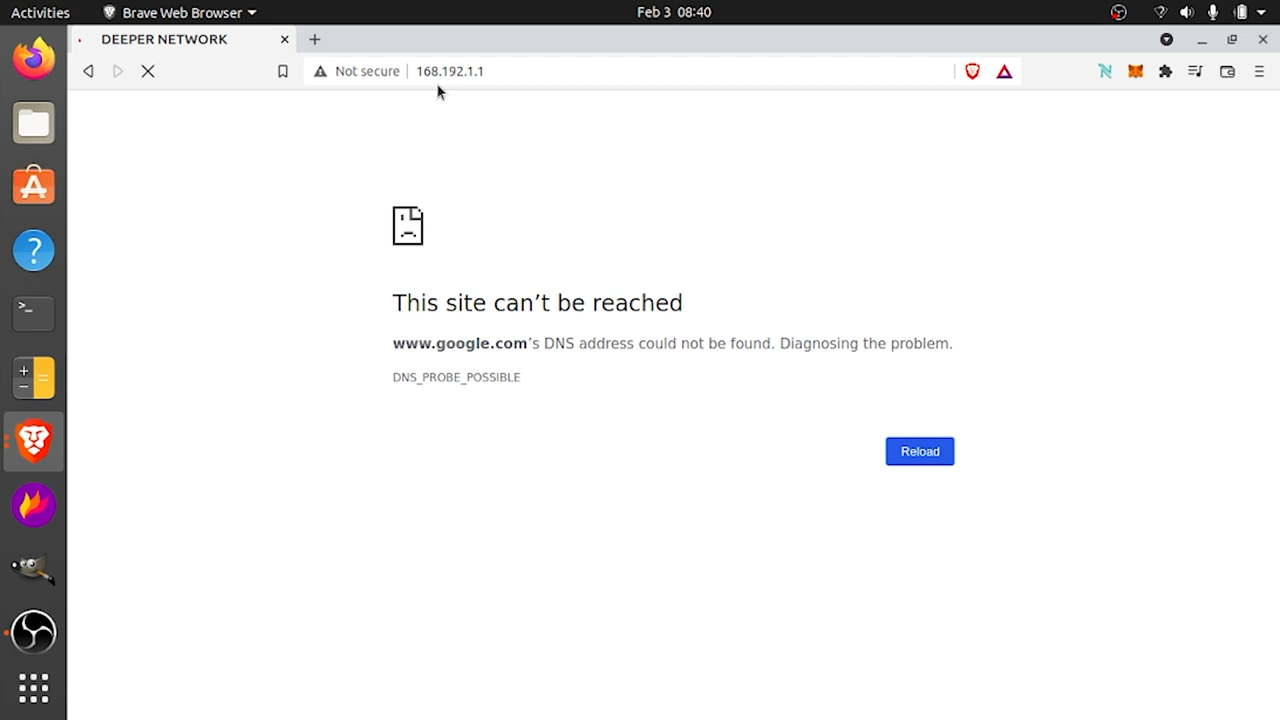 Activities
Brave Web Browser
Feb 3 08:40
DEEPER NETWORK
Not secure
168.192.1.1
This site can’t be reached
www.google.com’s DNS address could not be found. Diagnosing the problem.
DNS_PROBE_POSSIBLE
Reload